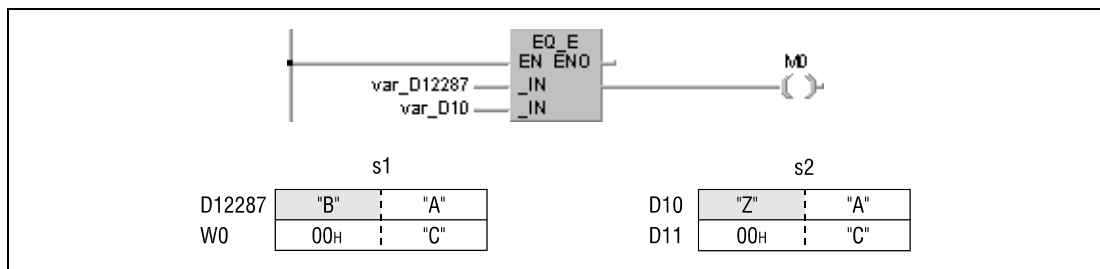 EQ_E
EN ENO
M0
var_D12287 _IN
var_D10 _IN
s1 s2
D12287 "B" "A" D10 "Z" "A"
W0 00H "C" D11 00H "C"